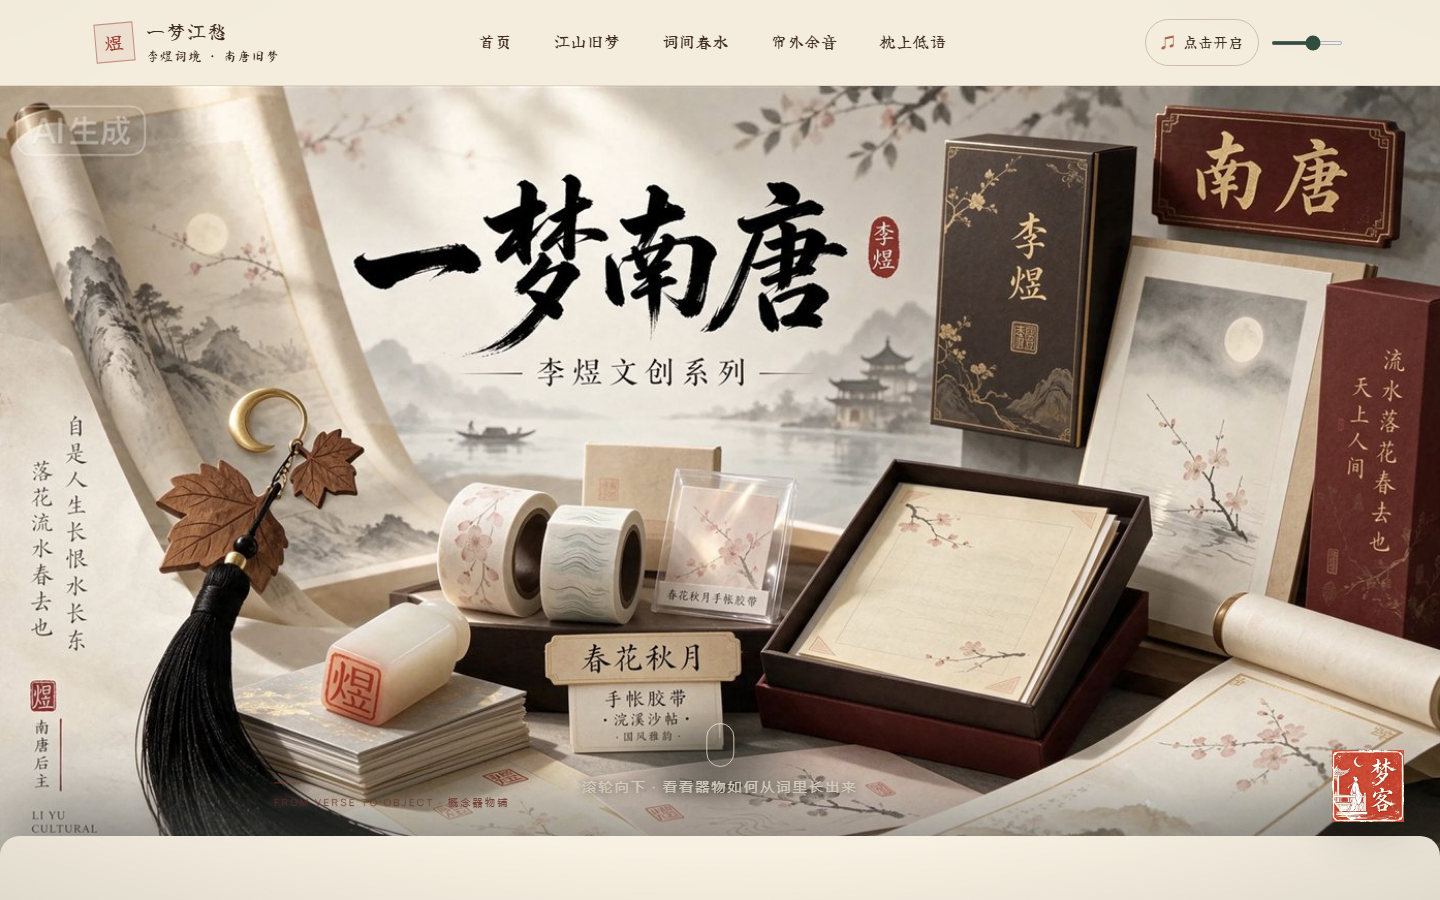 煜
一梦江愁
李煜词境 · 南唐旧梦
首页
江山旧梦
词间春水
帘外余音
枕上低语
点击开启
AI生成
一梦南唐
李煜
李煜文创系列
李煜
南唐
流水落花春去也
天上人间
自是人生长恨水长东
落花流水春去也
煜
南唐后主
LI YU
CULTURAL
煜
春花秋月手帐胶带
春花秋月
手帐胶带
·浣溪沙帖·
·国风雅韵·
滚轮向下 · 看看器物如何从词里长出来
FROM VERSE TO OBJECT · 概念器物铺
梦客